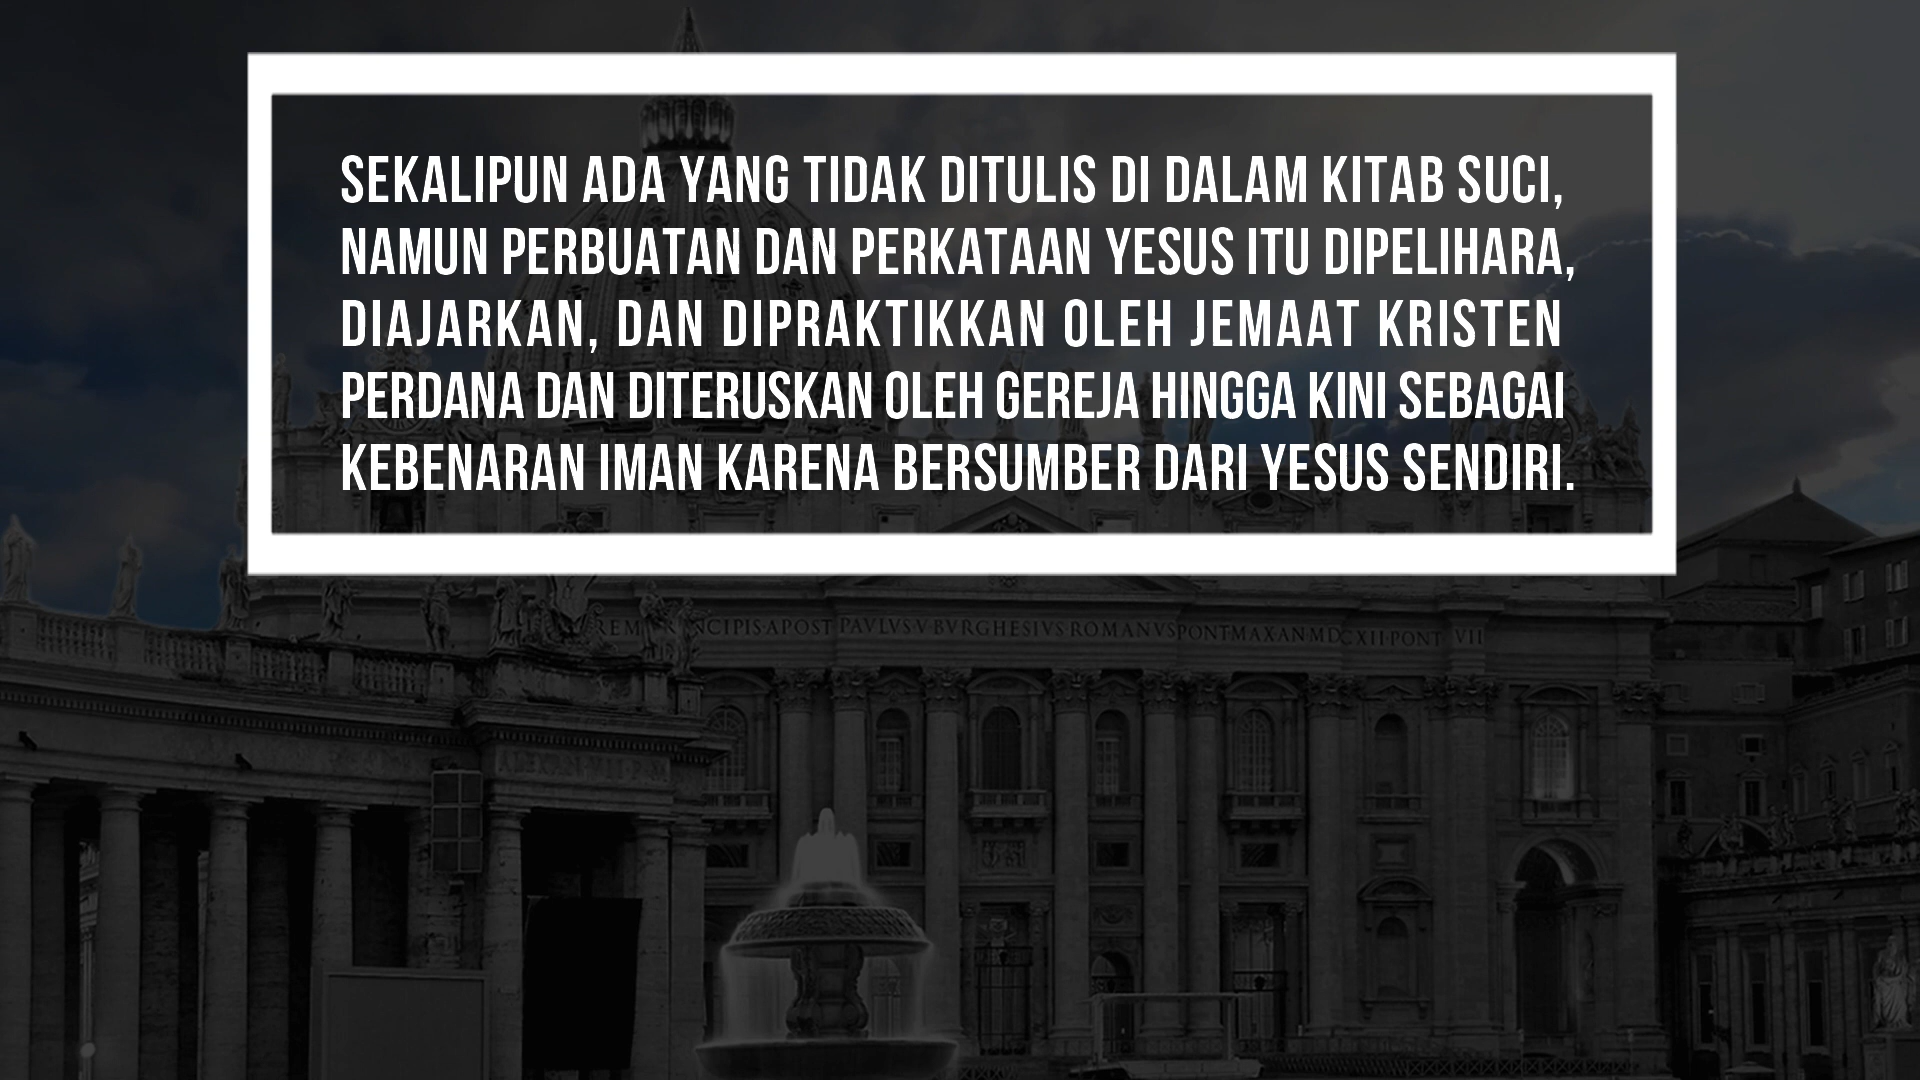 SEKALIPUN ADA YANG TIDAK DITULIS DI DALAM KITAB SUCI,
NAMUN PERBUATAN DAN PERKATAAN YESUS ITU DIPELIHARA,
DIAJARKAN, DAN DIPRAKTIKKAN OLEH JEMAAT KRISTEN
PERDANA DAN DITERUSKAN OLEH GEREJA HINGGA KINI SEBAGAI
KEBENARAN IMAN KARENA BERSUMBER DARI YESUS SENDIRI.
NCIPIS·APOST PAVLVS V BVRGHESIVS ROMANVS PONT MAX AN MDCXII PONT VII